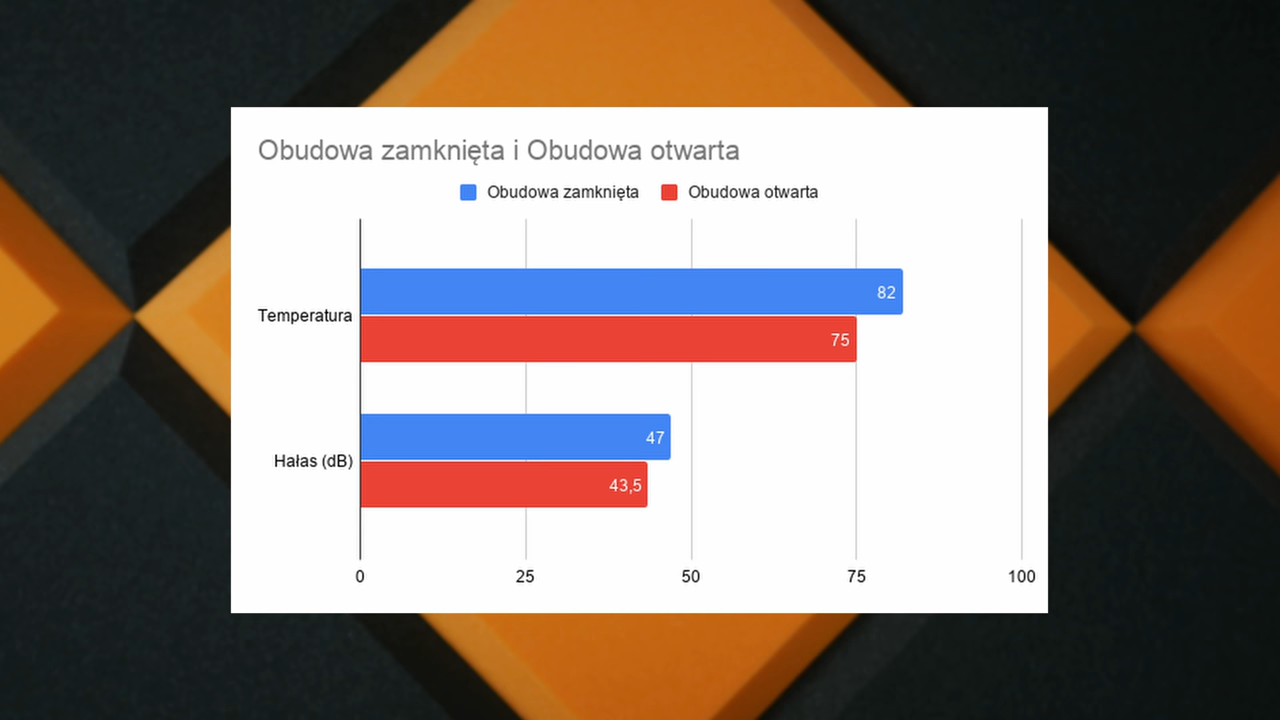 Obudowa zamknięta i Obudowa otwarta
Obudowa zamknięta Obudowa otwarta
Temperatura
82
75
Hałas (dB)
47
43,5
0 25 50 75 100